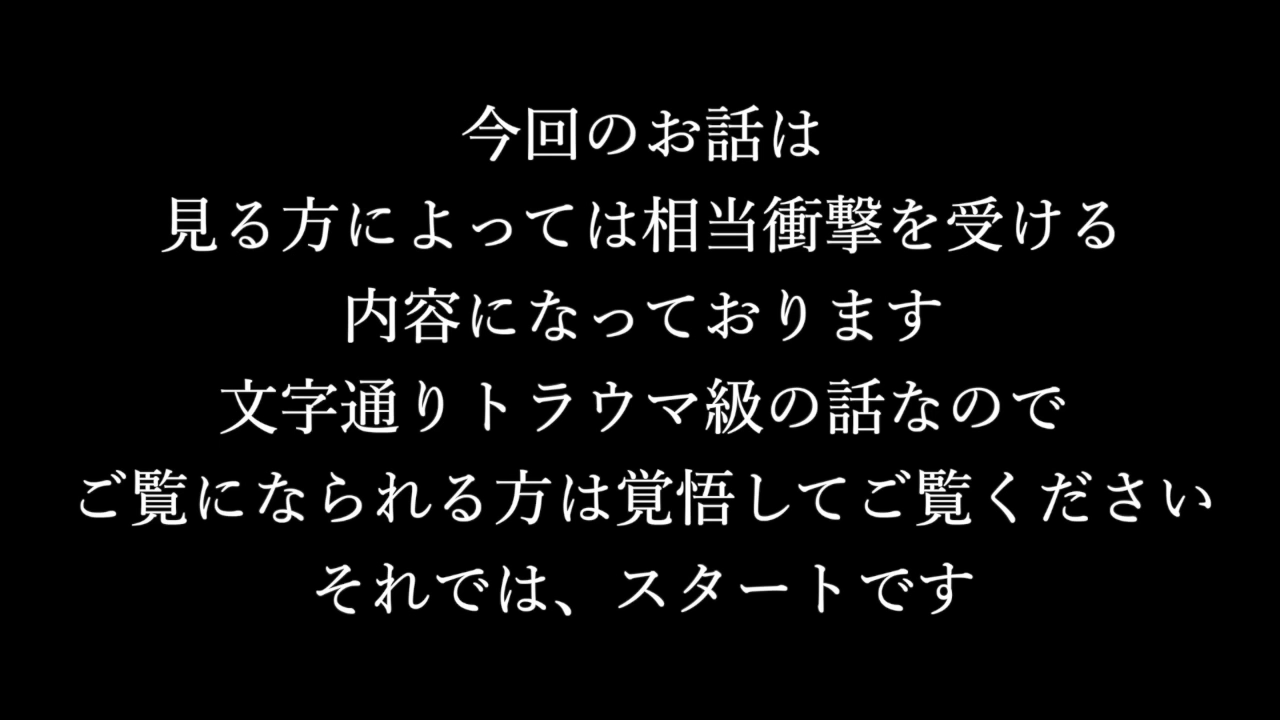 今回のお話は
見る方によっては相当衝撃を受ける
内容になっております
文字通りトラウマ級の話なので
ご覧になられる方は覚悟してご覧ください
それでは、スタートです